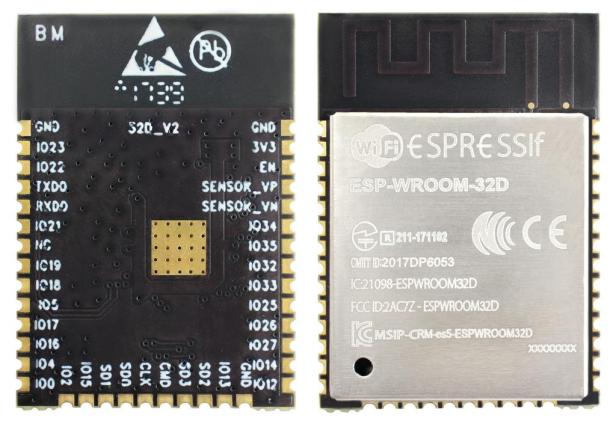 BM
Pb
1739
S2D_V2
GND
IO23
IO22
TXD0
RXD0
IO21
NC
IO19
IO18
IO5
IO17
IO16
IO4
IO0
GND
3V3
EN
SENSOR_VP
SENSOR_VN
IO34
IO35
IO32
IO33
IO25
IO26
IO27
IO14
IO12
IO2
IO15
SD1
SD0
CLX
CMD
SD3
SD2
IO13
GND
WiFi ESPRESSIF
ESP-WROOM-32D
R 211-171102
CE
CMIIT ID:2017DP6053
IC:21098-ESPWROOM32D
FCC ID:2AC7Z - ESPWROOM32D
MSIP-CRM-es5-ESPWROOM32D
XXXXXXXX